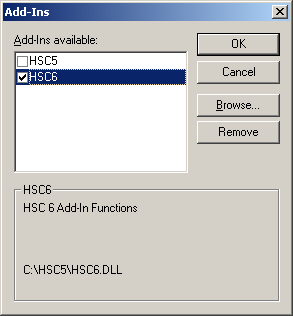 Add-Ins
Add-Ins available:
HSC5
HSC6
OK
Cancel
Browse...
Remove
HSC6
HSC 6 Add-In Functions
C:\HSC5\HSC6.DLL